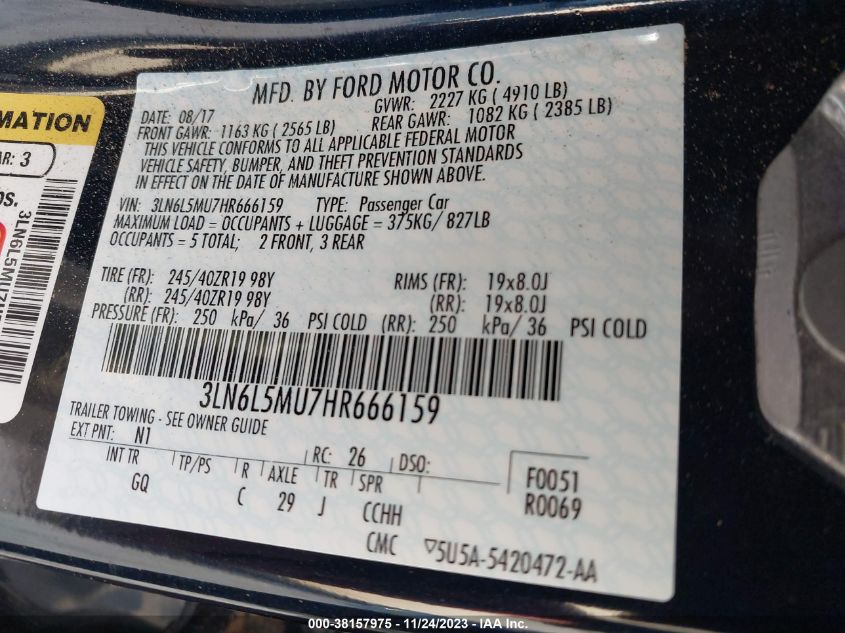 MFD. BY FORD MOTOR CO.
DATE: 08/17 GVWR: 2227 KG ( 4910 LB)
FRONT GAWR: 1163 KG ( 2565 LB) REAR GAWR: 1082 KG ( 2385 LB)
THIS VEHICLE CONFORMS TO ALL APPLICABLE FEDERAL MOTOR
VEHICLE SAFETY, BUMPER, AND THEFT PREVENTION STANDARDS
IN EFFECT ON THE DATE OF MANUFACTURE SHOWN ABOVE.
VIN: 3LN6L5MU7HR666159 TYPE: Passenger Car
MAXIMUM LOAD = OCCUPANTS + LUGGAGE = 375KG/ 827LB
OCCUPANTS = 5 TOTAL; 2 FRONT, 3 REAR
TIRE (FR): 245/40ZR19 98Y RIMS (FR): 19x8.0J
(RR): 245/40ZR19 98Y (RR): 19x8.0J
PRESSURE (FR): 250 kPa/ 36 PSI COLD (RR): 250 kPa/ 36 PSI COLD
3LN6L5MU7HR666159
TRAILER TOWING - SEE OWNER GUIDE
EXT PNT: N1 RC: 26 DSO:
INT TR TP/PS R AXLE TR SPR F0051
GQ C 29 J CCHH R0069
CMC 5U5A-5420472-AA
MATION
AR: 3
os.
3LN6L5MU7H
000-38157975 - 11/24/2023 - IAA Inc.